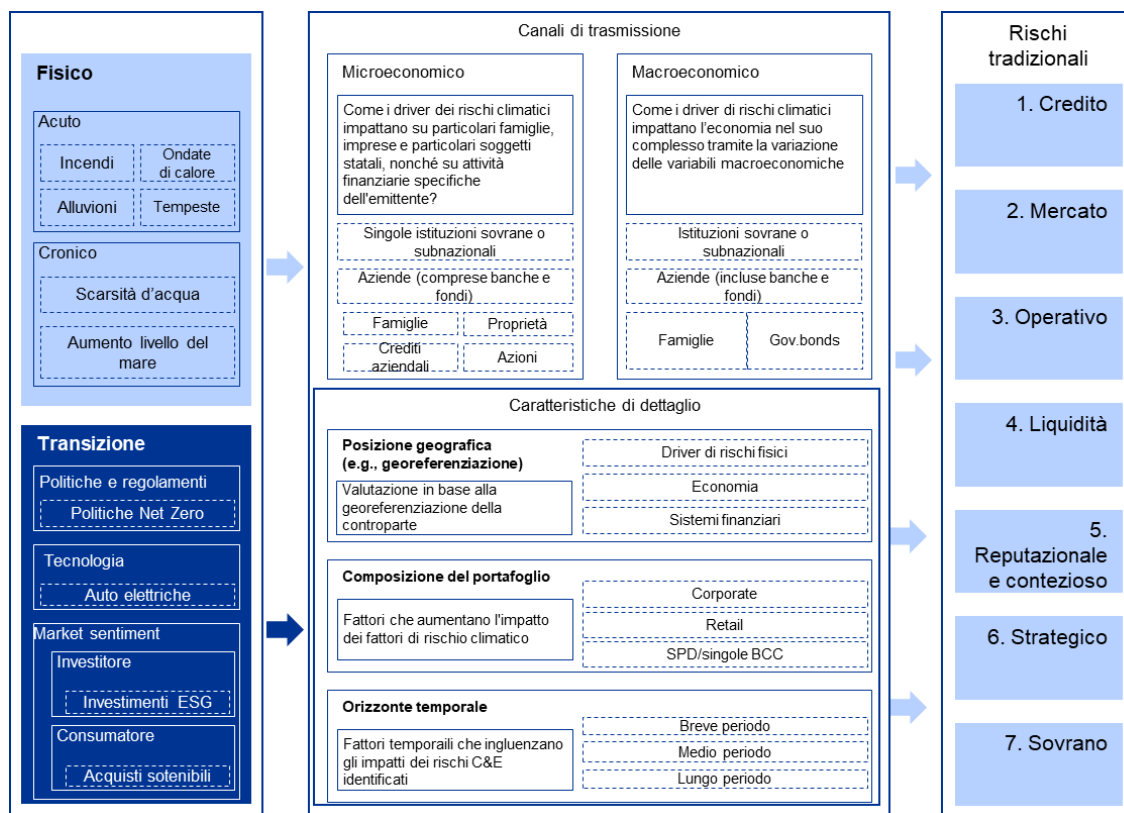 Fisico
Acuto
Incendi
Ondate
di calore
Alluvioni
Tempeste
Cronico
Scarsità d’acqua
Aumento livello del
mare
Transizione
Politiche e regolamenti
Politiche Net Zero
Tecnologia
Auto elettriche
Market sentiment
Investitore
Investimenti ESG
Consumatore
Acquisti sotenibili
Canali di trasmissione
Microeconomico
Come i driver dei rischi climatici
impattano su particolari famiglie,
imprese e particolari soggetti
statali, nonché su attività
finanziarie specifiche
dell'emittente?
Singole istituzioni sovrane o
subnazionali
Aziende (comprese banche e
fondi)
Famiglie
Proprietà
Crediti
aziendali
Azioni
Macroeconomico
Come i driver di rischi climatici
impattano l’economia nel suo
complesso tramite la variazione
delle variabili macroeconomiche
Istituzioni sovrane o
subnazionali
Aziende (incluse banche e
fondi)
Famiglie
Gov.bonds
Caratteristiche di dettaglio
Posizione geografica
(e.g., georeferenziazione)
Valutazione in base alla
georeferenziazione della
controparte
Driver di rischi fisici
Economia
Sistemi finanziari
Composizione del portafoglio
Fattori che aumentano l'impatto
dei fattori di rischio climatico
Corporate
Retail
SPD/singole BCC
Orizzonte temporale
Fattori temporaili che ingluenzano
gli impatti dei rischi C&E
identificati
Breve periodo
Medio periodo
Lungo periodo
Rischi
tradizionali
1. Credito
2. Mercato
3. Operativo
4. Liquidità
5.
Reputazionale
e contezioso
6. Strategico
7. Sovrano